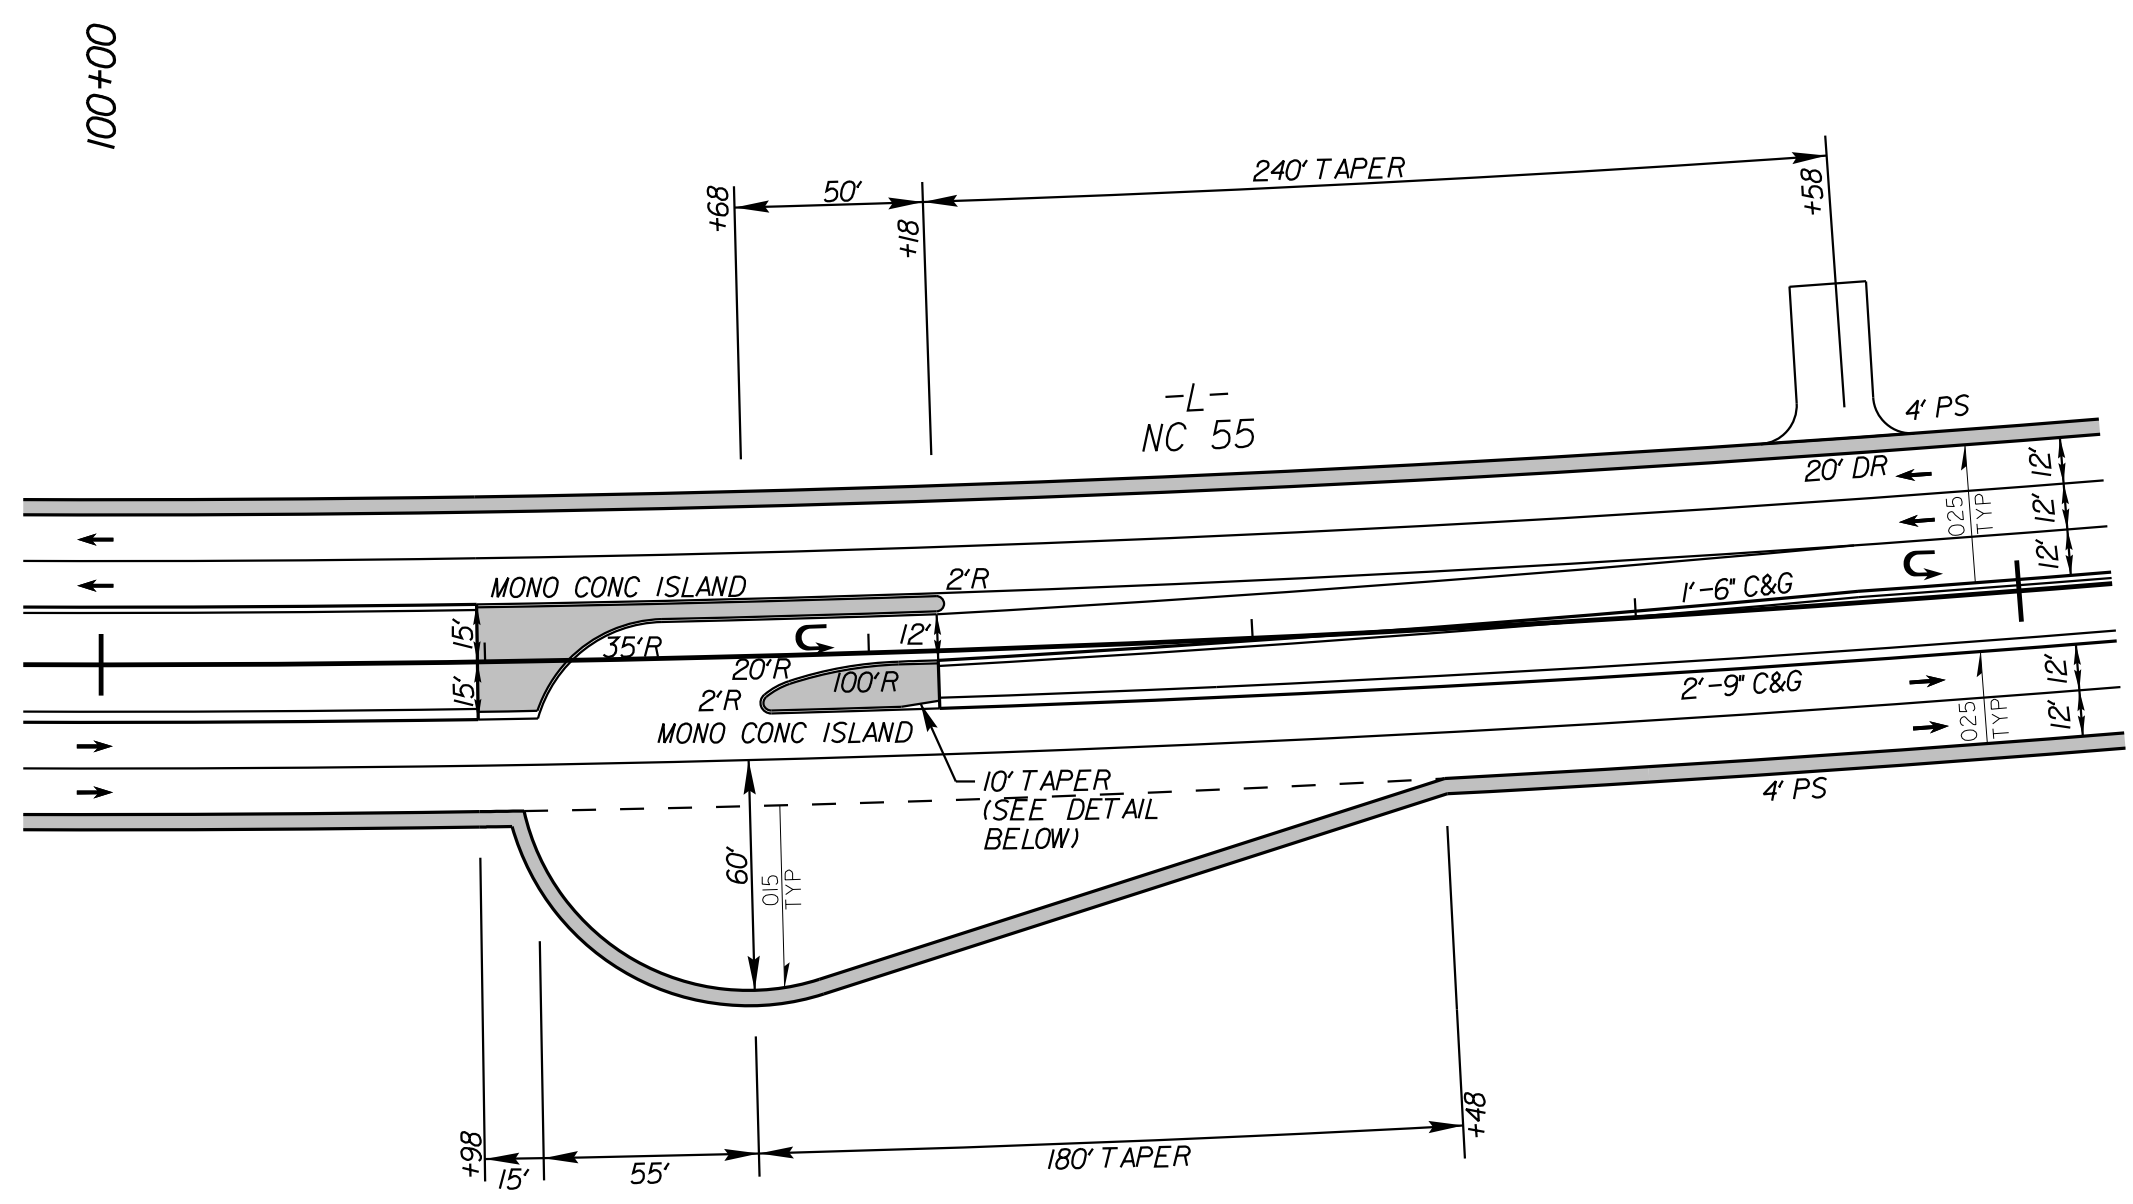 100+00
240' TAPER
50'
+68
+58
+18
-L-
NC 55
4' PS
20' DR
12'
12'
12'
025
TYP
MONO CONC ISLAND
2'R
1'-6" C&G
15'
35'R
12'
20'R
100'R
15'
2'R
2'-9" C&G
12'
12'
025
TYP
MONO CONC ISLAND
10' TAPER
(SEE DETAIL
BELOW)
4' PS
60'
015
TYP
+48
+98
15'
55'
180' TAPER